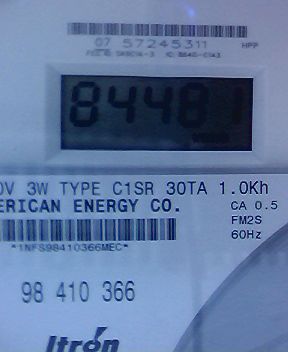 07 57245311 HPP
84481
0V 3W TYPE C1SR 30TA 1.0Kh
ERICAN ENERGY CO. CA 0.5
FM2S
60Hz
*1NFS98410366MEC*
98 410 366
Itron